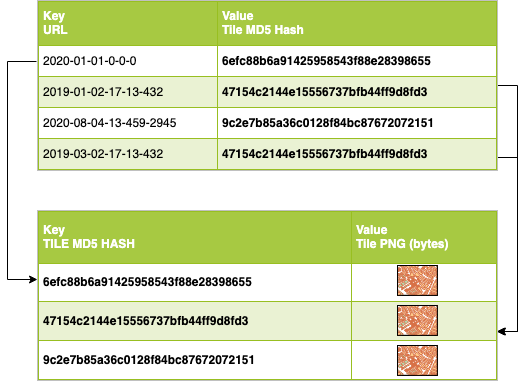 Key Value
URL Tile MD5 Hash
2020-01-01-0-0-0 6efc88b6a91425958543f88e28398655
2019-01-02-17-13-432 47154c2144e15556737bfb44ff9d8fd3
2020-08-04-13-459-2945 9c2e7b85a36c0128f84bc87672072151
2019-03-02-17-13-432 47154c2144e15556737bfb44ff9d8fd3
Key Value
TILE MD5 HASH Tile PNG (bytes)
6efc88b6a91425958543f88e28398655
47154c2144e15556737bfb44ff9d8fd3
9c2e7b85a36c0128f84bc87672072151